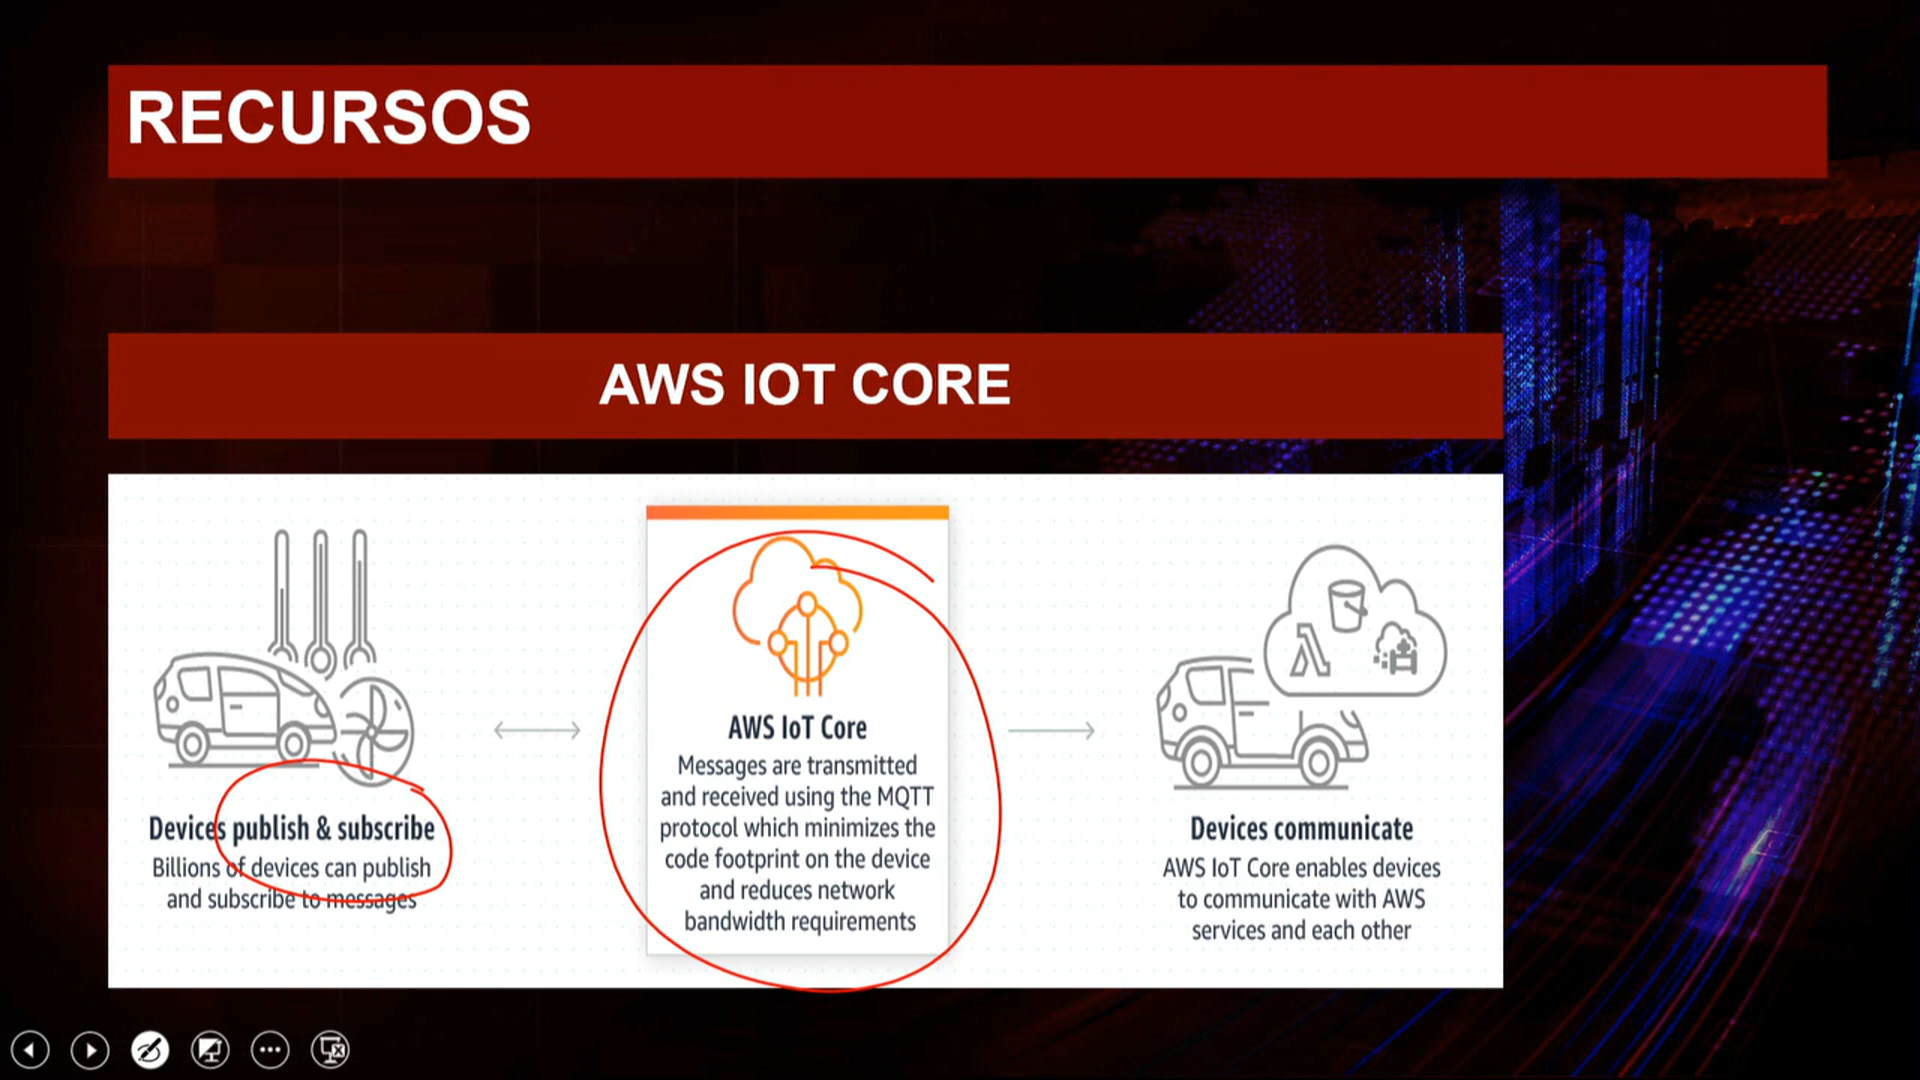 RECURSOS
AWS IOT CORE
Devices publish & subscribe
Billions of devices can publish
and subscribe to messages
AWS IoT Core
Messages are transmitted
and received using the MQTT
protocol which minimizes the
code footprint on the device
and reduces network
bandwidth requirements
Devices communicate
AWS IoT Core enables devices
to communicate with AWS
services and each other